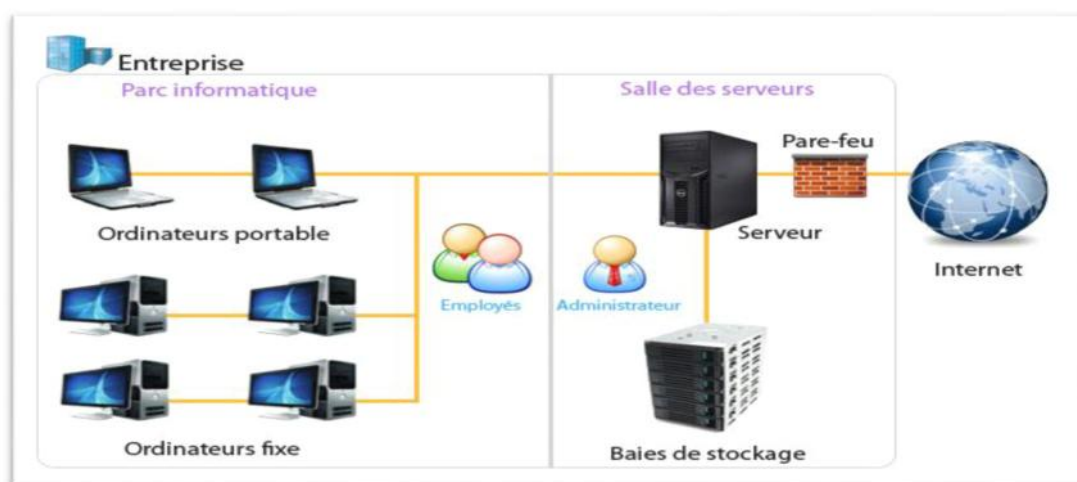 Entreprise
Parc informatique
Salle des serveurs
Pare-feu
Ordinateurs portable
Serveur
Internet
Employés
Administrateur
Ordinateurs fixe
Baies de stockage